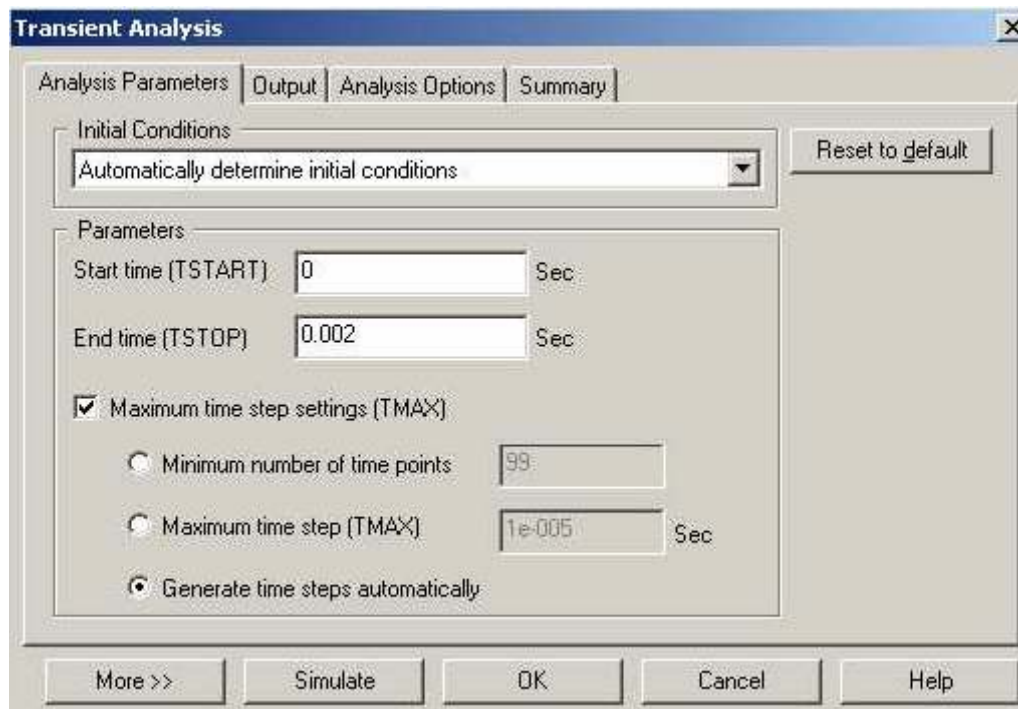 Transient Analysis
Analysis Parameters
Output
Analysis Options
Summary
Initial Conditions
Automatically determine initial conditions
Reset to default
Parameters
Start time (TSTART)
0
Sec
End time (TSTOP)
0.002
Sec
Maximum time step settings (TMAX)
Minimum number of time points
99
Maximum time step (TMAX)
1e-005
Sec
Generate time steps automatically
More >>
Simulate
OK
Cancel
Help